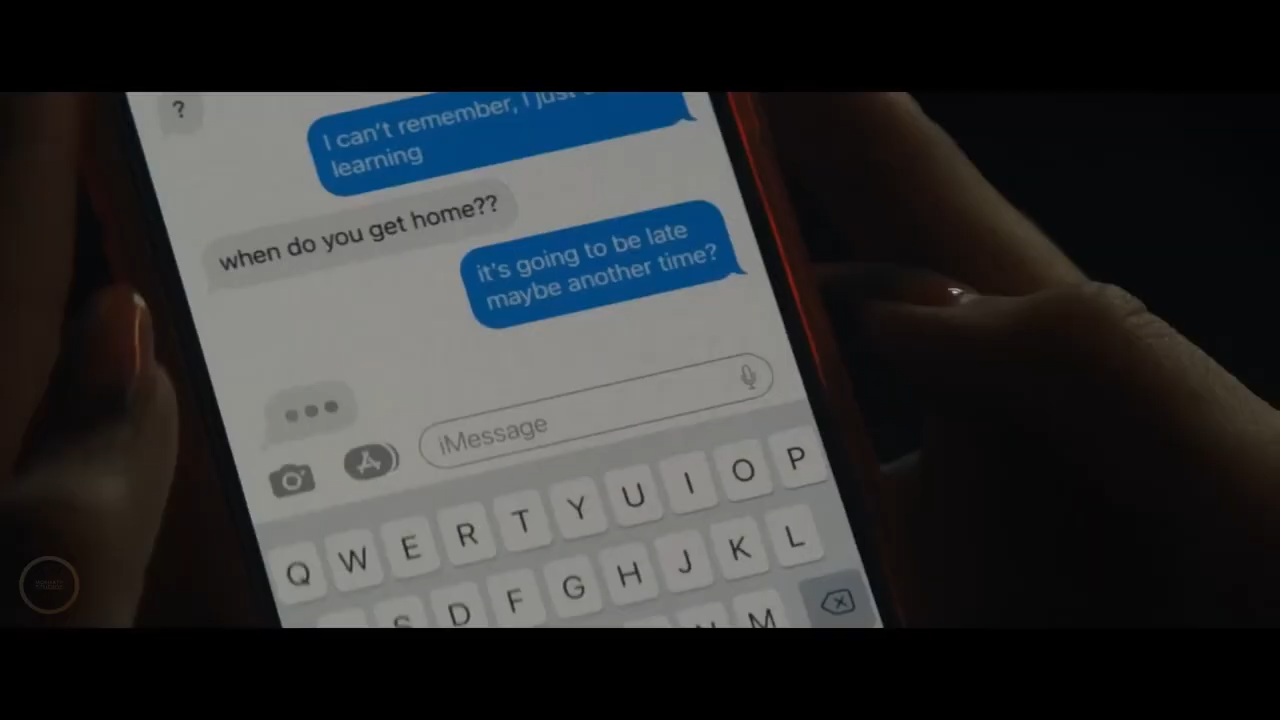 ?
I can't remember, I just
learning
when do you get home??
it's going to be late
maybe another time?
iMessage
Q W E R T Y U I O P
S D F G H J K L
N M